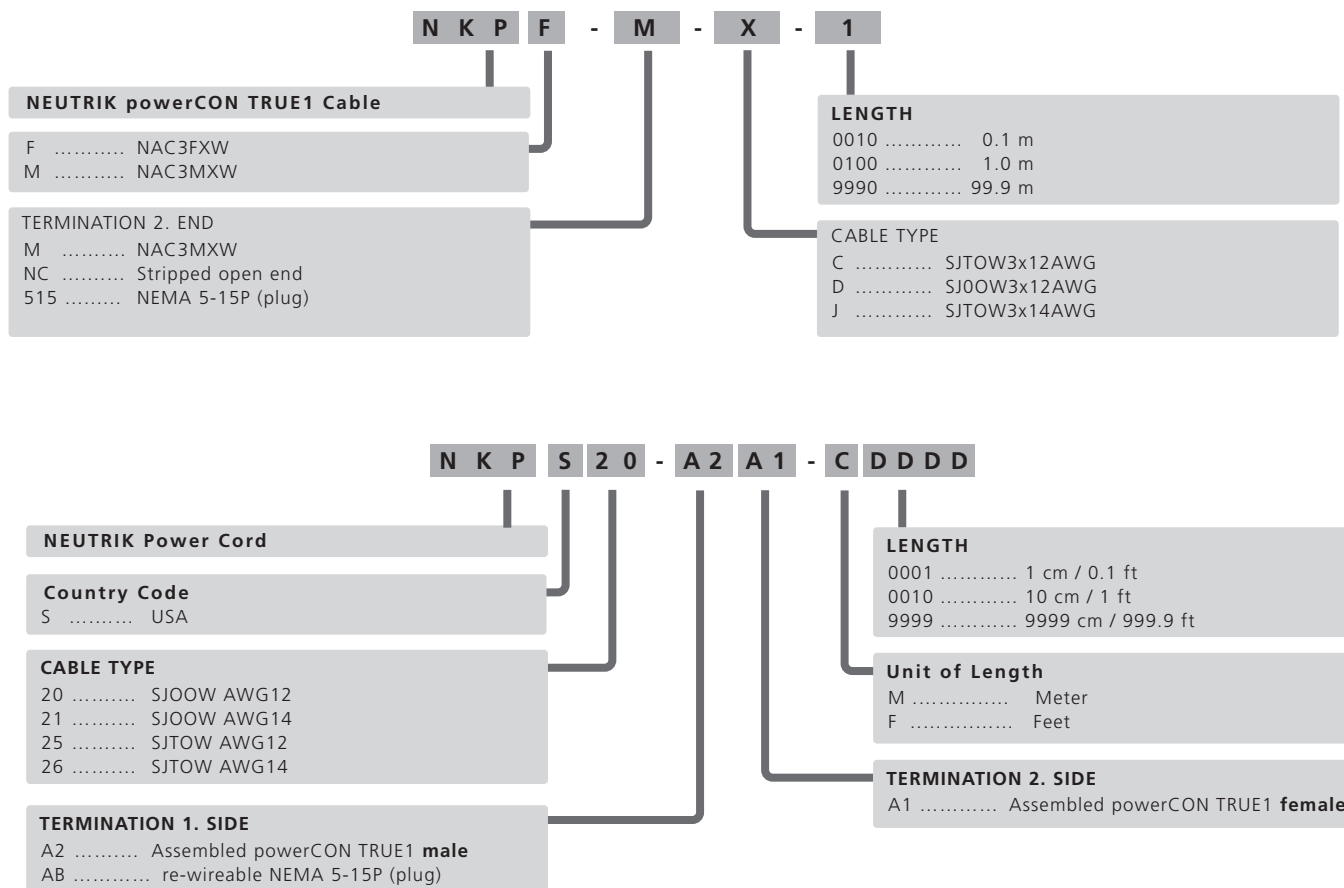 N K P F - M - X - 1
NEUTRIK powerCON TRUE1 Cable
F ........... NAC3FXW
M ........... NAC3MXW
TERMINATION 2. END
M ......... NAC3MXW
NC .......... Stripped open end
515 ......... NEMA 5-15P (plug)
LENGTH
0010 ............ 0.1 m
0100 ............ 1.0 m
9990 ............ 99.9 m
CABLE TYPE
C ............ SJTOW3x12AWG
D ............ SJ0OW3x12AWG
J ............ SJTOW3x14AWG
N K P S 2 0 - A 2 A 1 - C D D D D
NEUTRIK Power Cord
Country Code
S ......... USA
CABLE TYPE
20 .......... SJOOW AWG12
21 .......... SJOOW AWG14
25 .......... SJTOW AWG12
26 .......... SJTOW AWG14
TERMINATION 1. SIDE
A2 .......... Assembled powerCON TRUE1 male
AB ............ re-wireable NEMA 5-15P (plug)
LENGTH
0001 ............ 1 cm / 0.1 ft
0010 ............ 10 cm / 1 ft
9999 ............ 9999 cm / 999.9 ft
Unit of Length
M .............. Meter
F ............... Feet
TERMINATION 2. SIDE
A1 ............ Assembled powerCON TRUE1 female